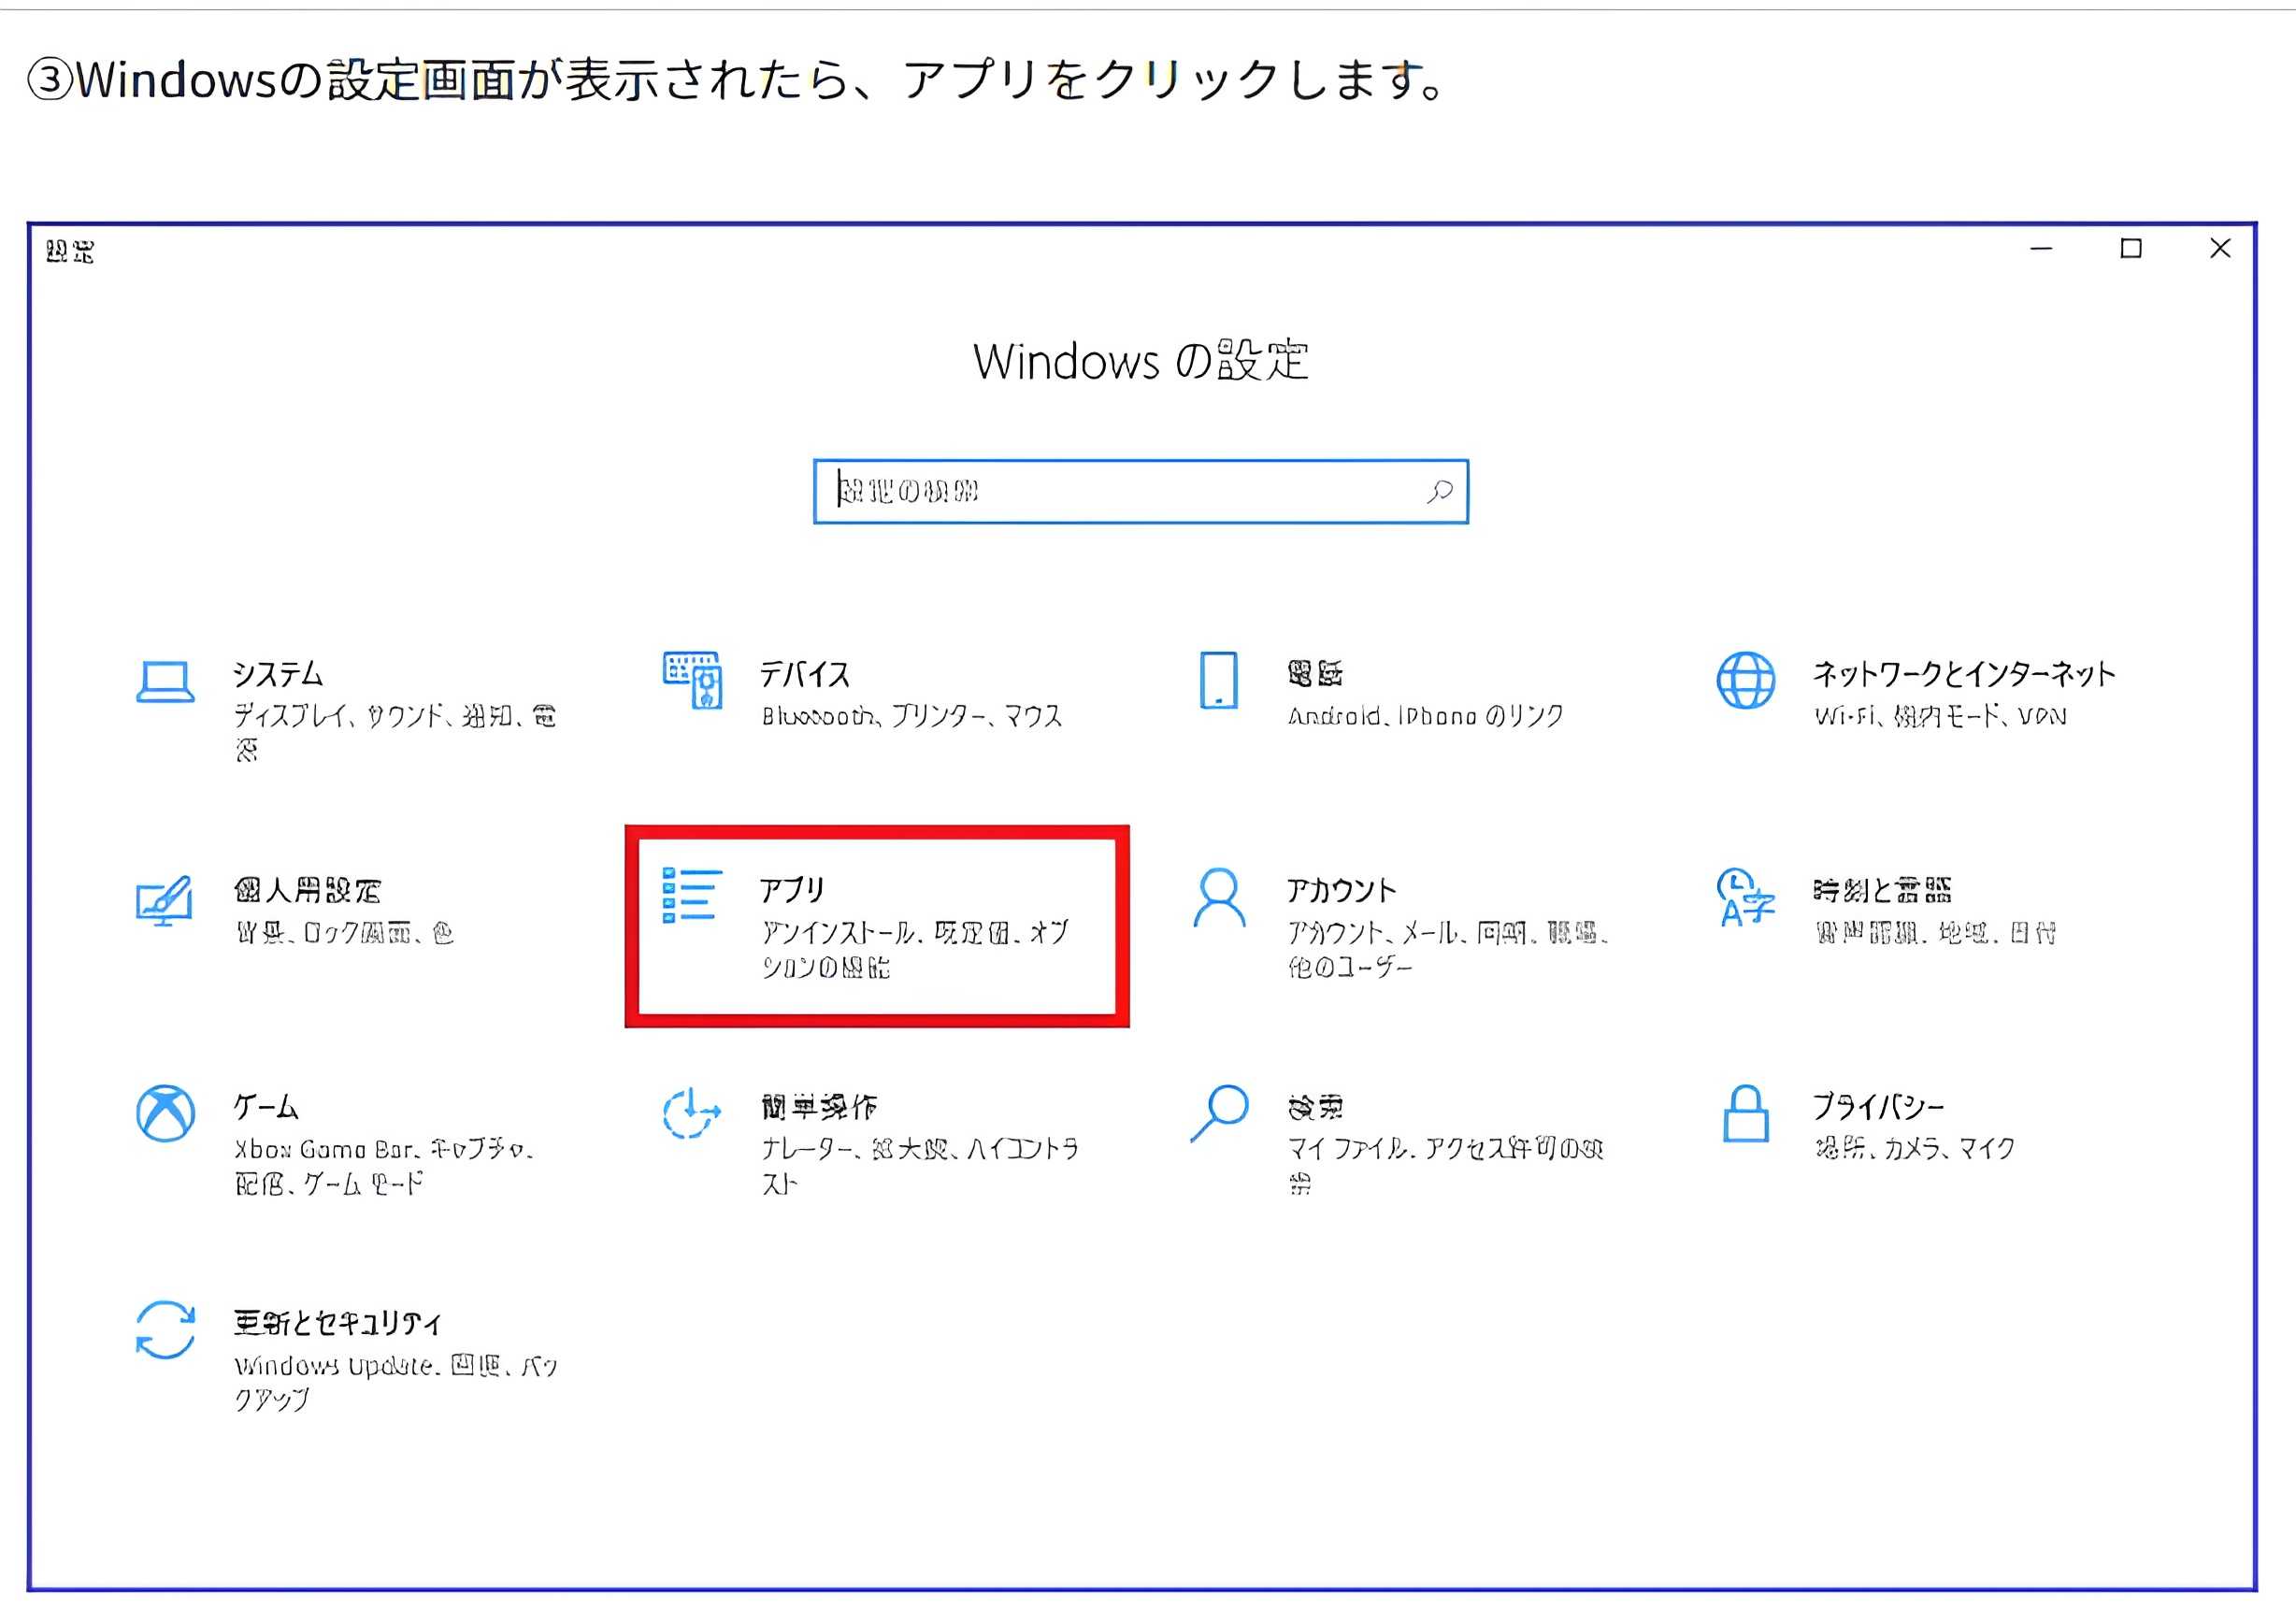 ③Windowsの設定画面が表示されたら、アプリをクリックします。
設定
Windows の設定
設定の検索
システム
ディスプレイ、サウンド、通知、電
源
デバイス
Bluetooth、プリンター、マウス
電話
Android、iPhone のリンク
ネットワークとインターネット
Wi-Fi、機内モード、VPN
個人用設定
背景、ロック画面、色
アプリ
アンインストール、既定値、オプ
ションの機能
アカウント
アカウント、メール、同期、職場、
他のユーザー
時刻と言語
音声認識、地域、日付
ゲーム
Xbox Game Bar、キャプチャ、
配信、ゲーム モード
簡単操作
ナレーター、拡大鏡、ハイコントラ
スト
検索
マイ ファイル、アクセス許可の検
索
プライバシー
場所、カメラ、マイク
更新とセキュリティ
Windows Update、回復、バッ
クアップ